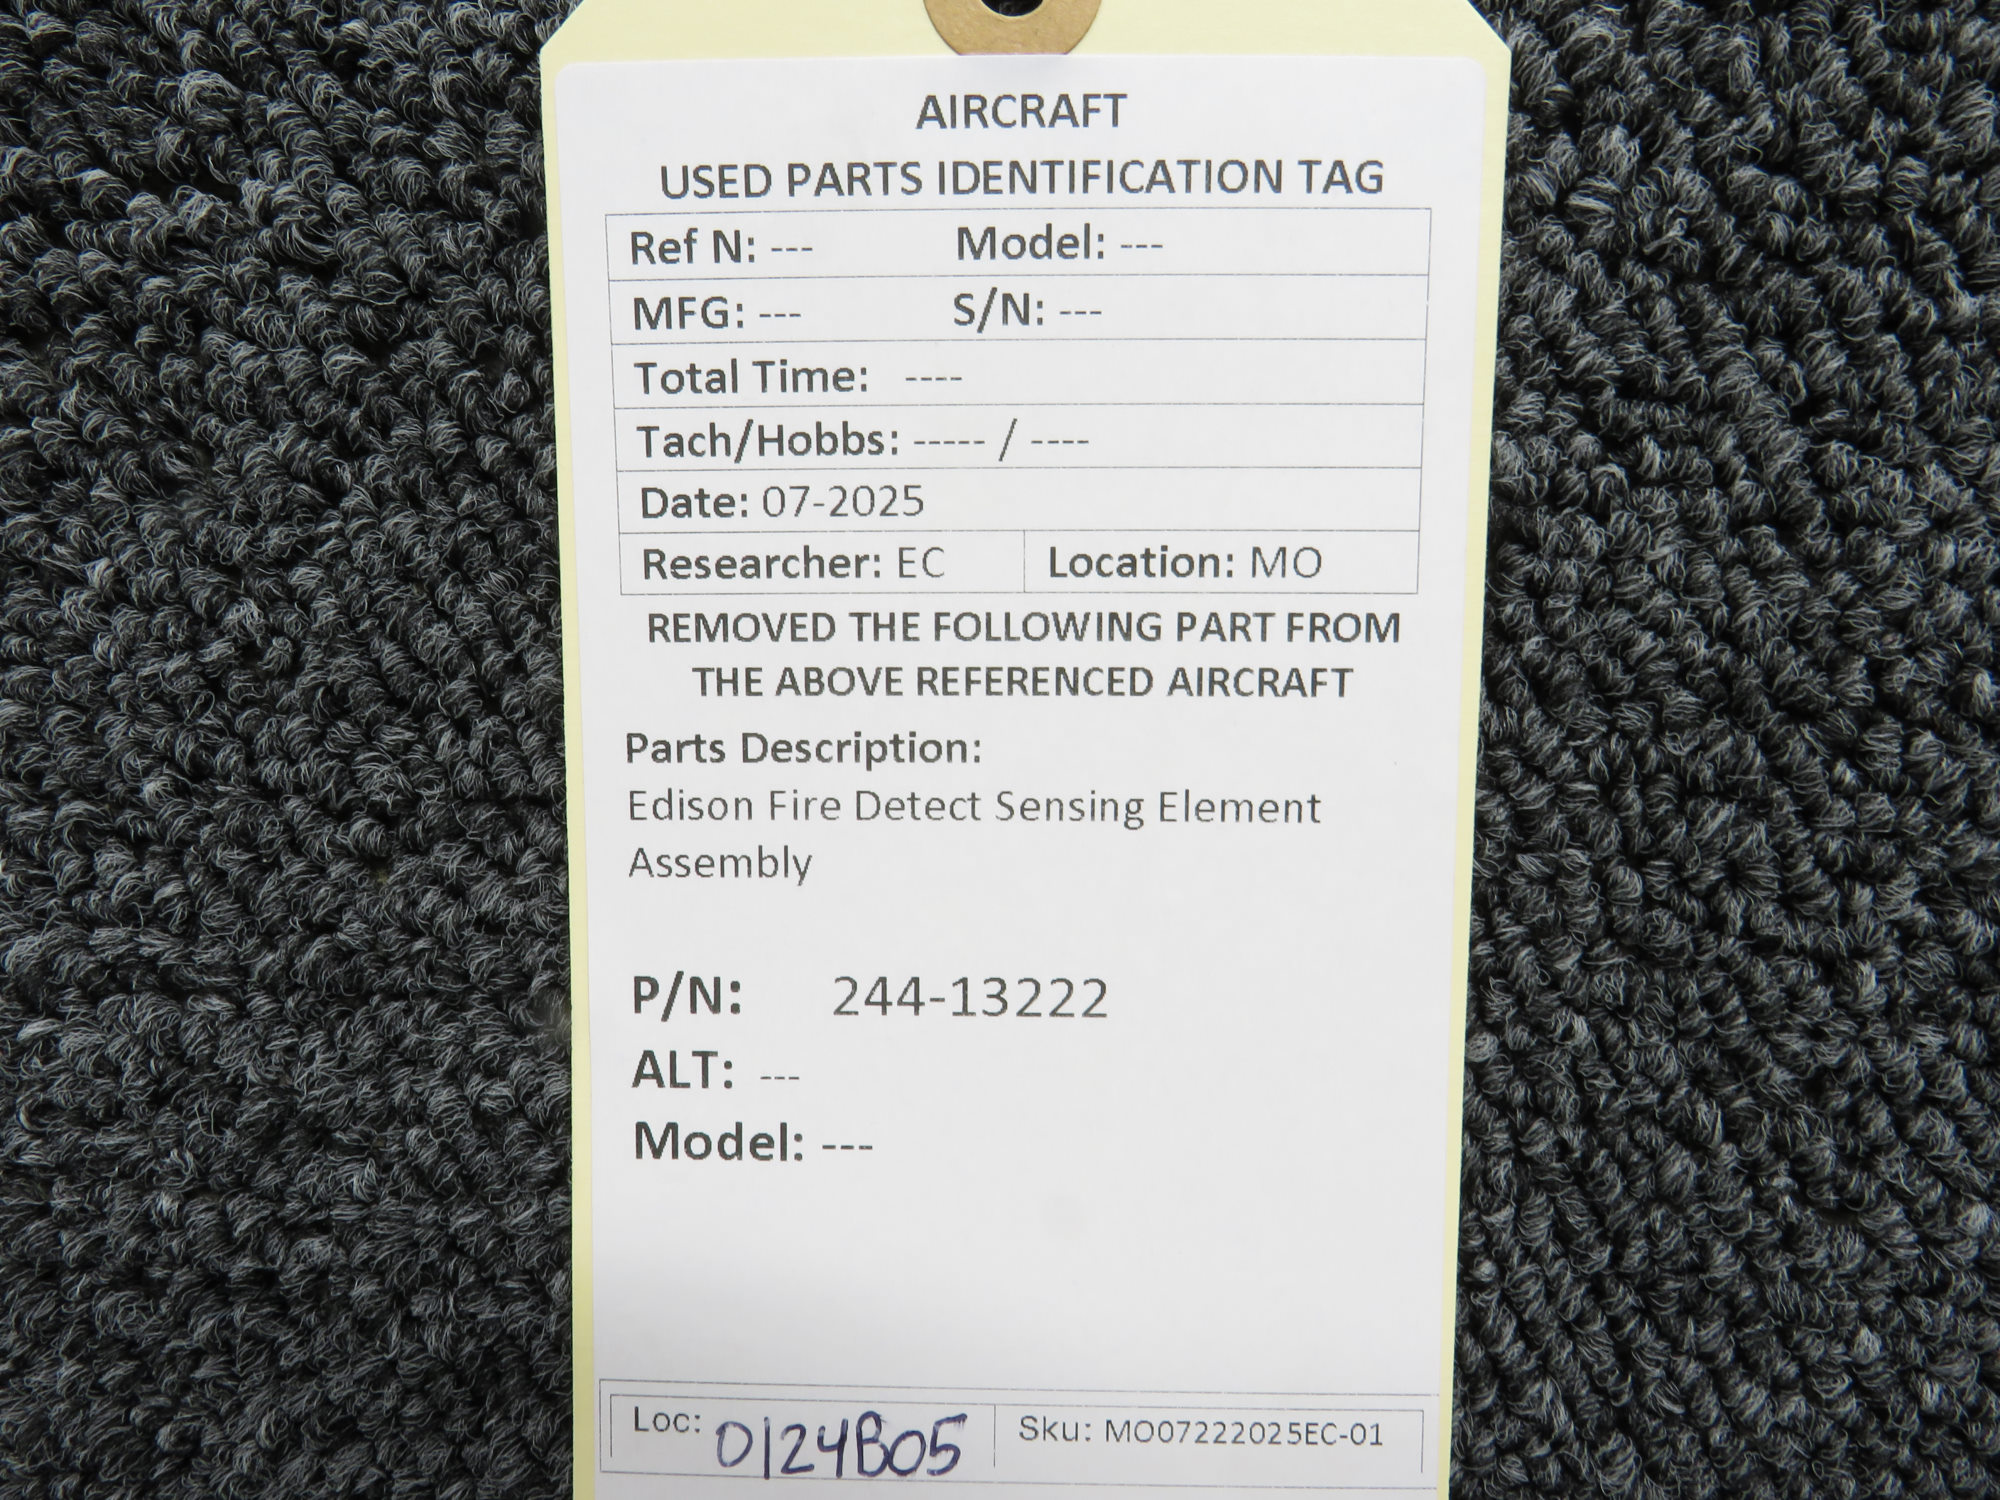 AIRCRAFT
USED PARTS IDENTIFICATION TAG
Ref N: --- Model: ---
MFG: --- S/N: ---
Total Time: ----
Tach/Hobbs: ----- / ----
Date: 07-2025
Researcher: EC Location: MO
REMOVED THE FOLLOWING PART FROM
THE ABOVE REFERENCED AIRCRAFT
Parts Description:
Edison Fire Detect Sensing Element
Assembly
P/N: 244-13222
ALT: ---
Model: ---
Loc: 0124B05 Sku: MO07222025EC-01